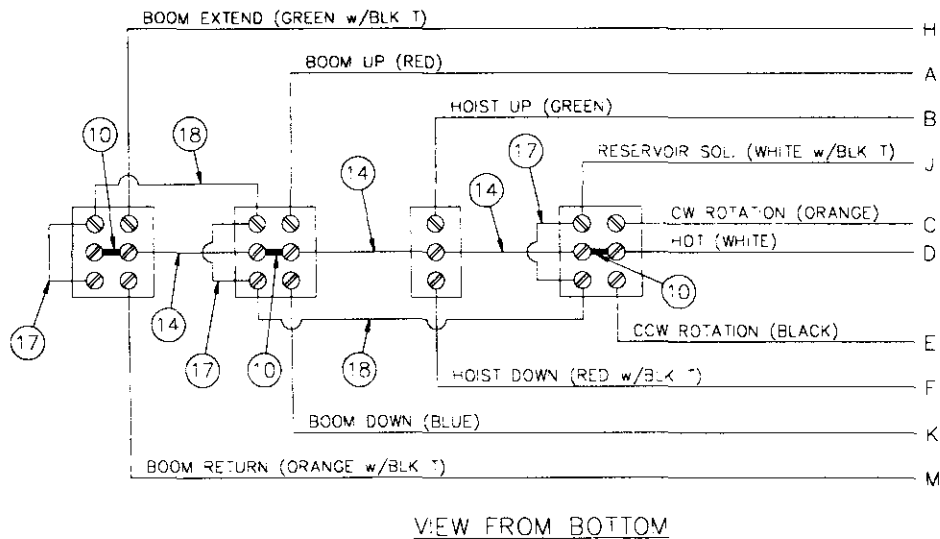 BOOM EXTEND (GREEN w/BLK T)
H
BOOM UP (RED)
A
HOIST UP (GREEN)
B
10
18
17
RESERVOIR SOL. (WHITE w/BLK T)
J
14
14
CW ROTATION (ORANGE)
C
HOT (WHITE)
D
10
17
14
17
10
18
CCW ROTATION (BLACK)
E
HOIST DOWN (RED w/BLK T)
F
BOOM DOWN (BLUE)
K
BOOM RETURN (ORANGE w/BLK T)
M
VIEW FROM BOTTOM